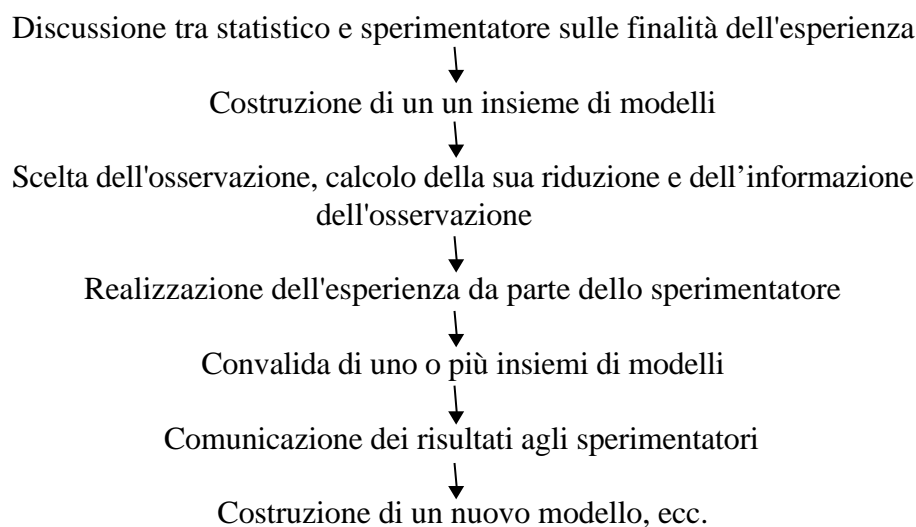 Discussione tra statistico e sperimentatore sulle finalità dell'esperienza
Costruzione di un un insieme di modelli
Scelta dell'osservazione, calcolo della sua riduzione e dell’informazione
dell'osservazione
Realizzazione dell'esperienza da parte dello sperimentatore
Convalida di uno o più insiemi di modelli
Comunicazione dei risultati agli sperimentatori
Costruzione di un nuovo modello, ecc.